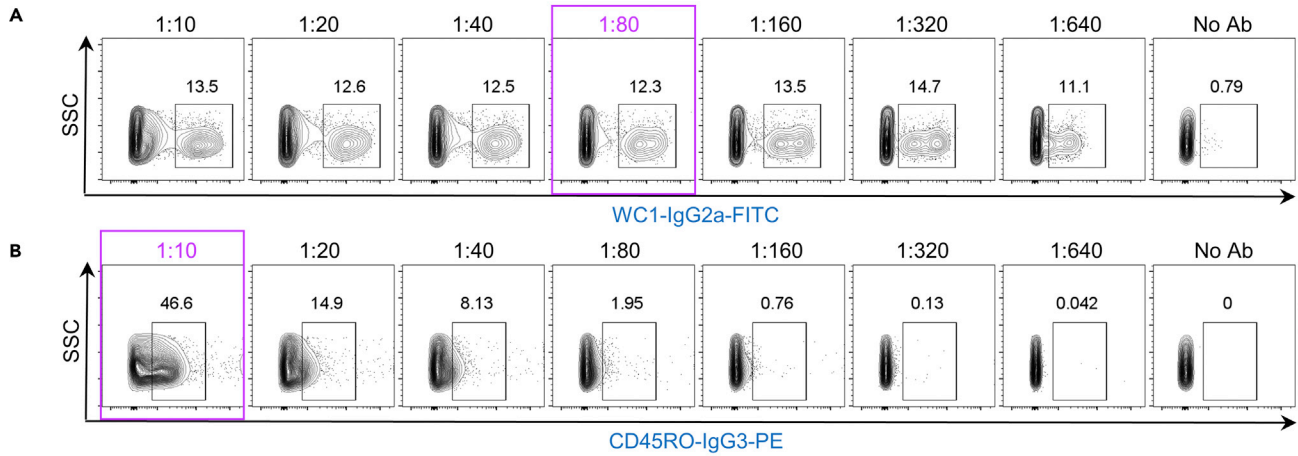 A
1:10 1:20 1:40 1:80 1:160 1:320 1:640 No Ab
13.5 12.6 12.5 12.3 13.5 14.7 11.1 0.79
SSC
WC1-IgG2a-FITC
B
1:10 1:20 1:40 1:80 1:160 1:320 1:640 No Ab
46.6 14.9 8.13 1.95 0.76 0.13 0.042 0
SSC
CD45RO-IgG3-PE